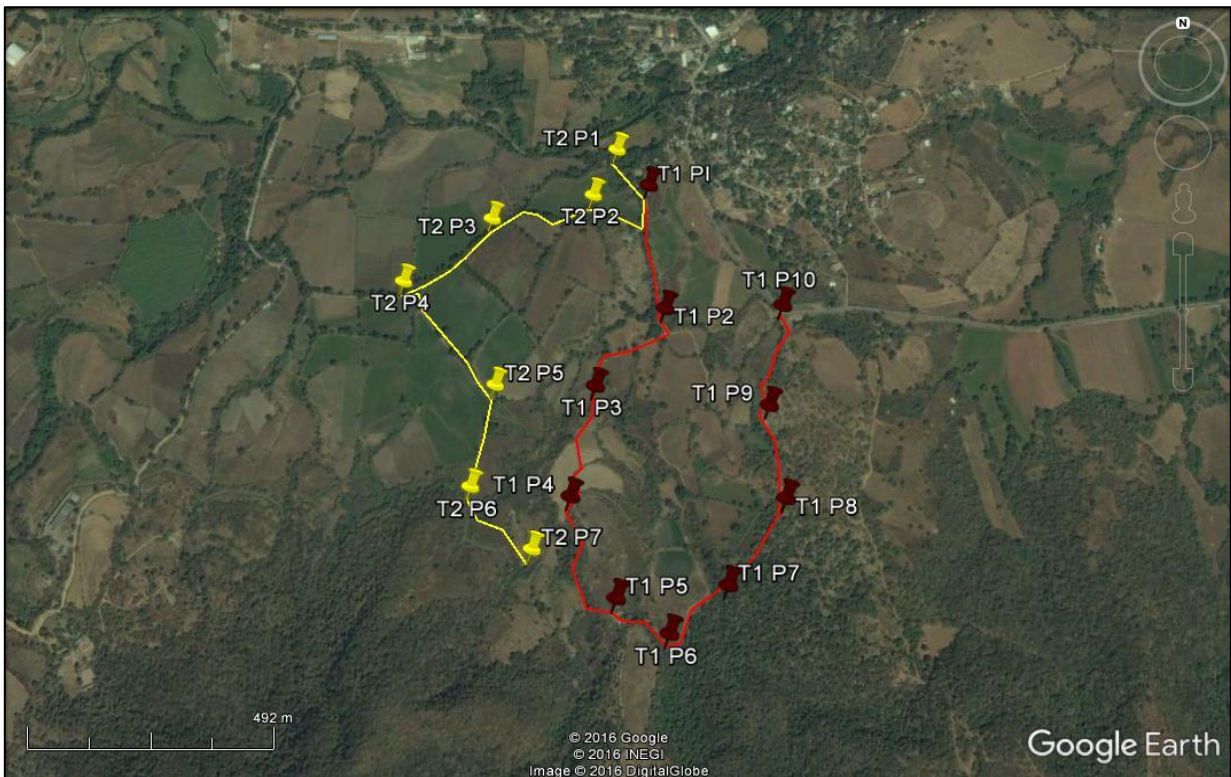 N
T2 P1
T1 PI
T2 P2
T2 P3
T2 P4
T1 P10
T1 P2
T2 P5
T1 P3
T1 P9
T1 P4
T2 P6
T1 P8
T2 P7
T1 P5
T1 P7
T1 P6
492 m
© 2016 Google
© 2016 INEGI
Image © 2016 DigitalGlobe
Google Earth